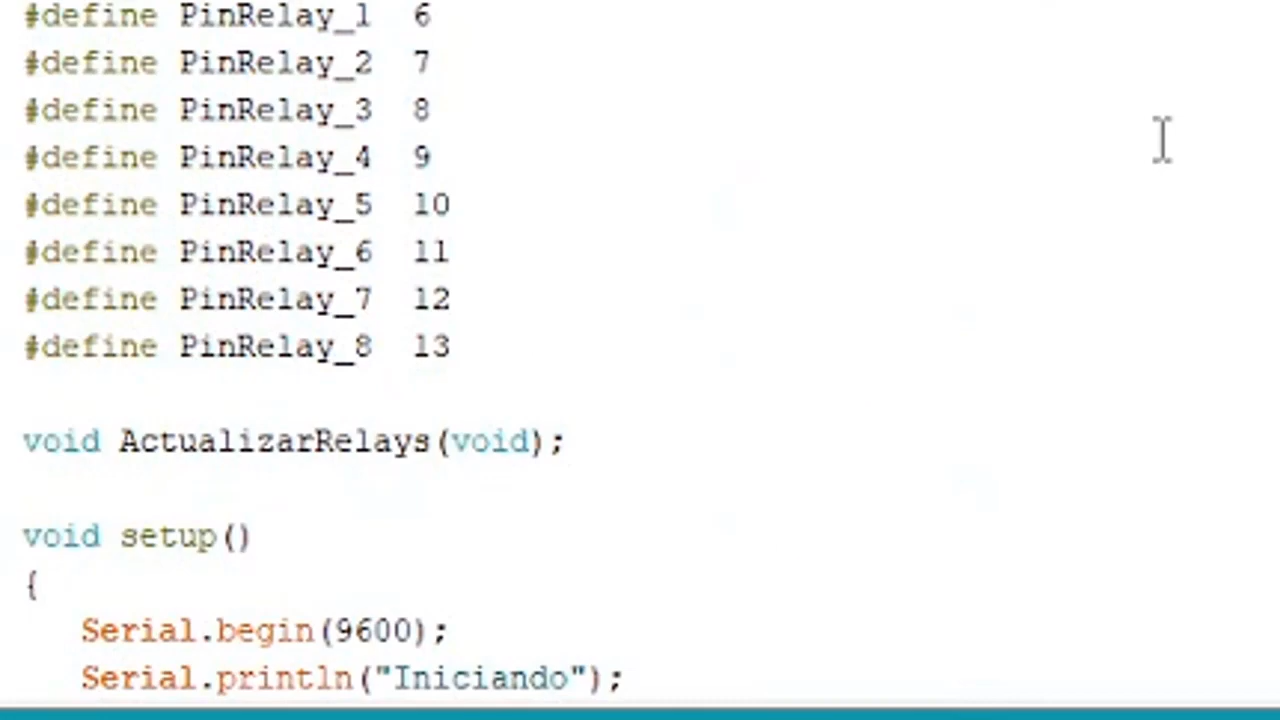 #define PinRelay_1  6
#define PinRelay_2  7
#define PinRelay_3  8
#define PinRelay_4  9
#define PinRelay_5  10
#define PinRelay_6  11
#define PinRelay_7  12
#define PinRelay_8  13
void ActualizarRelays(void);
void setup()
{
Serial.begin(9600);
Serial.println("Iniciando");